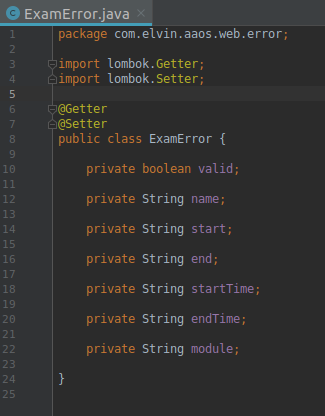 ExamError.java
1 package com.elvin.aaos.web.error;
2
3 import lombok.Getter;
4 import lombok.Setter;
5
6 @Getter
7 @Setter
8 public class ExamError {
9
10 private boolean valid;
11
12 private String name;
13
14 private String start;
15
16 private String end;
17
18 private String startTime;
19
20 private String endTime;
21
22 private String module;
23
24 }
25